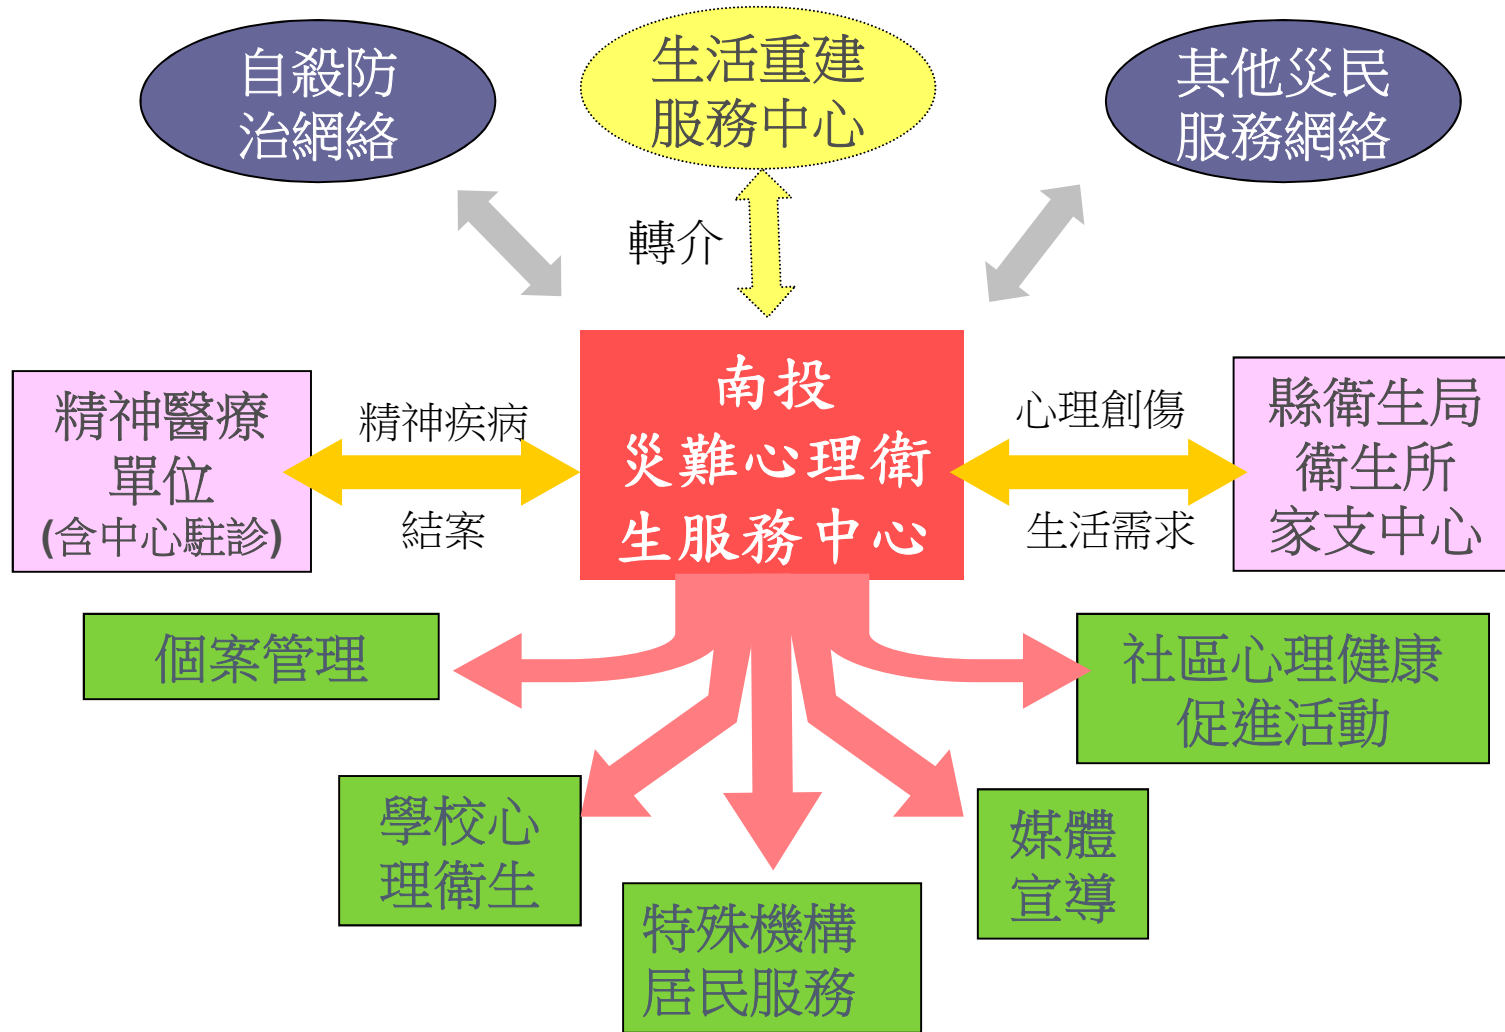 自殺防
治網絡
生活重建
服務中心
其他災民
服務網絡
轉介
南投
災難心理衛
生服務中心
精神醫療
單位
(含中心駐診)
精神疾病
結案
心理創傷
生活需求
縣衛生局
衛生所
家支中心
個案管理
社區心理健康
促進活動
學校心
理衛生
特殊機構
居民服務
媒體
宣導